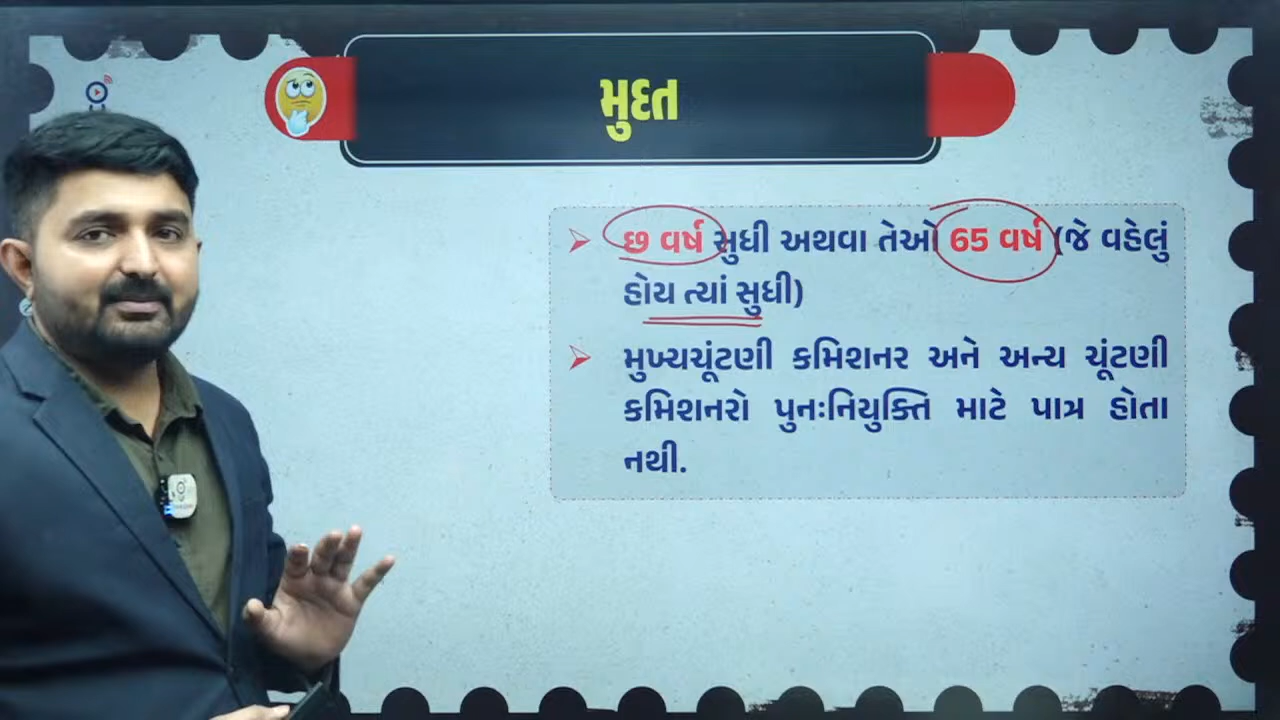 મુદત
છ વર્ષ સુધી અથવા તેઓ 65 વર્ષ (જે વહેલું
હોય ત્યાં સુધી)
મુખ્યચૂંટણી કમિશનર અને અન્ય ચૂંટણી
કમિશનરો પુનઃનિયુક્તિ માટે પાત્ર હોતા
નથી.